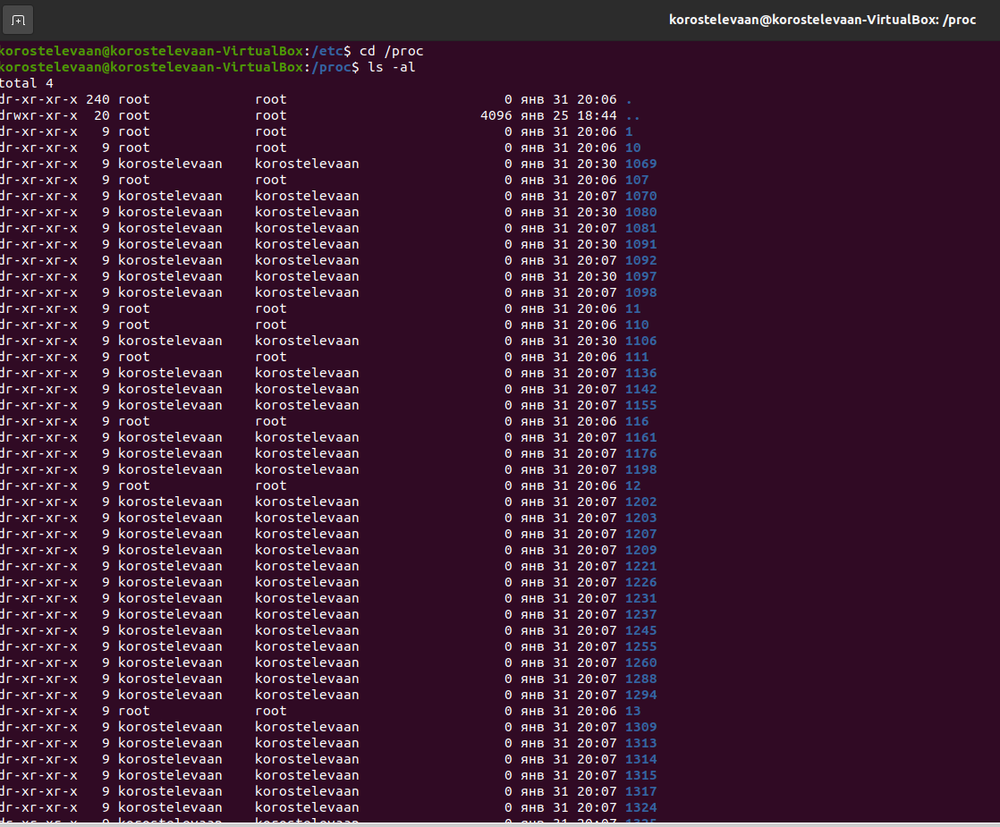 korostelevaan@korostelevaan-VirtualBox: /proc
korostelevaan@korostelevaan-VirtualBox:/etc$ cd /proc
korostelevaan@korostelevaan-VirtualBox:/proc$ ls -al
total 4
dr-xr-xr-x 240 root             root                        0 янв 31 20:06 .
drwxr-xr-x  20 root             root                     4096 янв 25 18:44 ..
dr-xr-xr-x   9 root             root                        0 янв 31 20:06 1
dr-xr-xr-x   9 root             root                        0 янв 31 20:06 10
dr-xr-xr-x   9 korostelevaan    korostelevaan               0 янв 31 20:30 1069
dr-xr-xr-x   9 root             root                        0 янв 31 20:06 107
dr-xr-xr-x   9 korostelevaan    korostelevaan               0 янв 31 20:07 1070
dr-xr-xr-x   9 korostelevaan    korostelevaan               0 янв 31 20:30 1080
dr-xr-xr-x   9 korostelevaan    korostelevaan               0 янв 31 20:07 1081
dr-xr-xr-x   9 korostelevaan    korostelevaan               0 янв 31 20:30 1091
dr-xr-xr-x   9 korostelevaan    korostelevaan               0 янв 31 20:07 1092
dr-xr-xr-x   9 korostelevaan    korostelevaan               0 янв 31 20:30 1097
dr-xr-xr-x   9 korostelevaan    korostelevaan               0 янв 31 20:07 1098
dr-xr-xr-x   9 root             root                        0 янв 31 20:06 11
dr-xr-xr-x   9 root             root                        0 янв 31 20:06 110
dr-xr-xr-x   9 korostelevaan    korostelevaan               0 янв 31 20:30 1106
dr-xr-xr-x   9 root             root                        0 янв 31 20:06 111
dr-xr-xr-x   9 korostelevaan    korostelevaan               0 янв 31 20:07 1136
dr-xr-xr-x   9 korostelevaan    korostelevaan               0 янв 31 20:07 1142
dr-xr-xr-x   9 korostelevaan    korostelevaan               0 янв 31 20:07 1155
dr-xr-xr-x   9 root             root                        0 янв 31 20:06 116
dr-xr-xr-x   9 korostelevaan    korostelevaan               0 янв 31 20:07 1161
dr-xr-xr-x   9 korostelevaan    korostelevaan               0 янв 31 20:07 1176
dr-xr-xr-x   9 korostelevaan    korostelevaan               0 янв 31 20:07 1198
dr-xr-xr-x   9 root             root                        0 янв 31 20:06 12
dr-xr-xr-x   9 korostelevaan    korostelevaan               0 янв 31 20:07 1202
dr-xr-xr-x   9 korostelevaan    korostelevaan               0 янв 31 20:07 1203
dr-xr-xr-x   9 korostelevaan    korostelevaan               0 янв 31 20:07 1207
dr-xr-xr-x   9 korostelevaan    korostelevaan               0 янв 31 20:07 1209
dr-xr-xr-x   9 korostelevaan    korostelevaan               0 янв 31 20:07 1221
dr-xr-xr-x   9 korostelevaan    korostelevaan               0 янв 31 20:07 1226
dr-xr-xr-x   9 korostelevaan    korostelevaan               0 янв 31 20:07 1231
dr-xr-xr-x   9 korostelevaan    korostelevaan               0 янв 31 20:07 1237
dr-xr-xr-x   9 korostelevaan    korostelevaan               0 янв 31 20:07 1245
dr-xr-xr-x   9 korostelevaan    korostelevaan               0 янв 31 20:07 1255
dr-xr-xr-x   9 korostelevaan    korostelevaan               0 янв 31 20:07 1260
dr-xr-xr-x   9 korostelevaan    korostelevaan               0 янв 31 20:07 1288
dr-xr-xr-x   9 korostelevaan    korostelevaan               0 янв 31 20:07 1294
dr-xr-xr-x   9 root             root                        0 янв 31 20:06 13
dr-xr-xr-x   9 korostelevaan    korostelevaan               0 янв 31 20:07 1309
dr-xr-xr-x   9 korostelevaan    korostelevaan               0 янв 31 20:07 1313
dr-xr-xr-x   9 korostelevaan    korostelevaan               0 янв 31 20:07 1314
dr-xr-xr-x   9 korostelevaan    korostelevaan               0 янв 31 20:07 1315
dr-xr-xr-x   9 korostelevaan    korostelevaan               0 янв 31 20:07 1317
dr-xr-xr-x   9 korostelevaan    korostelevaan               0 янв 31 20:07 1324